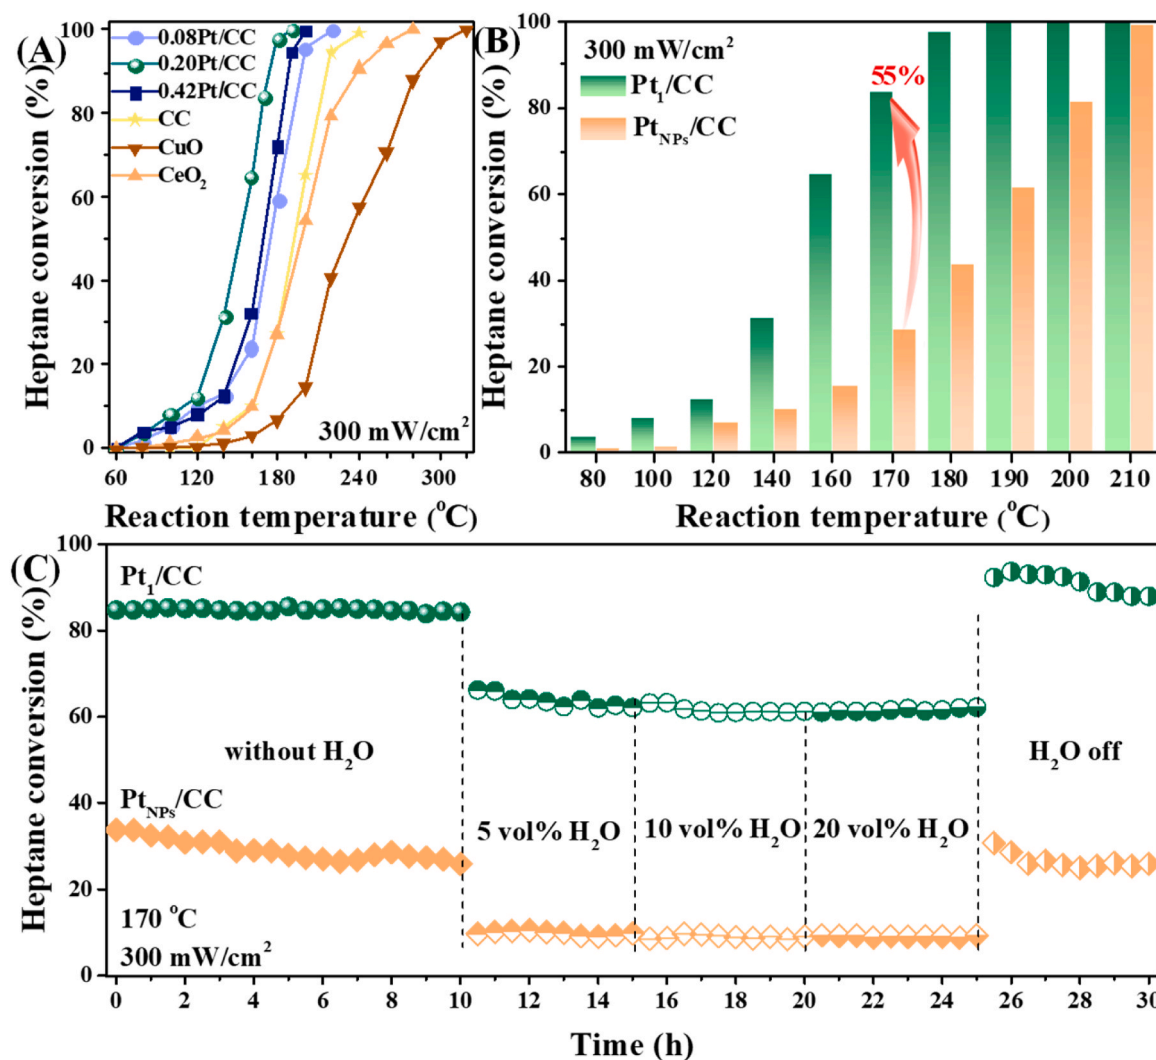 (A)
Heptane conversion (%)
100
80
60
40
20
0
0.08Pt/CC
0.20Pt/CC
0.42Pt/CC
CC
CuO
CeO₂
300 mW/cm²
60 120 180 240 300
Reaction temperature (°C)
(B)
Heptane conversion (%)
100
80
60
40
20
0
300 mW/cm²
Pt₁/CC
Pt_NPs/CC
55%
80 100 120 140 160 170 180 190 200 210
Reaction temperature (°C)
(C)
Heptane conversion (%)
100
80
60
40
20
0
Pt₁/CC
without H₂O
H₂O off
Pt_NPs/CC
5 vol% H₂O
10 vol% H₂O
20 vol% H₂O
170 °C
300 mW/cm²
0 2 4 6 8 10 12 14 16 18 20 22 24 26 28 30
Time (h)